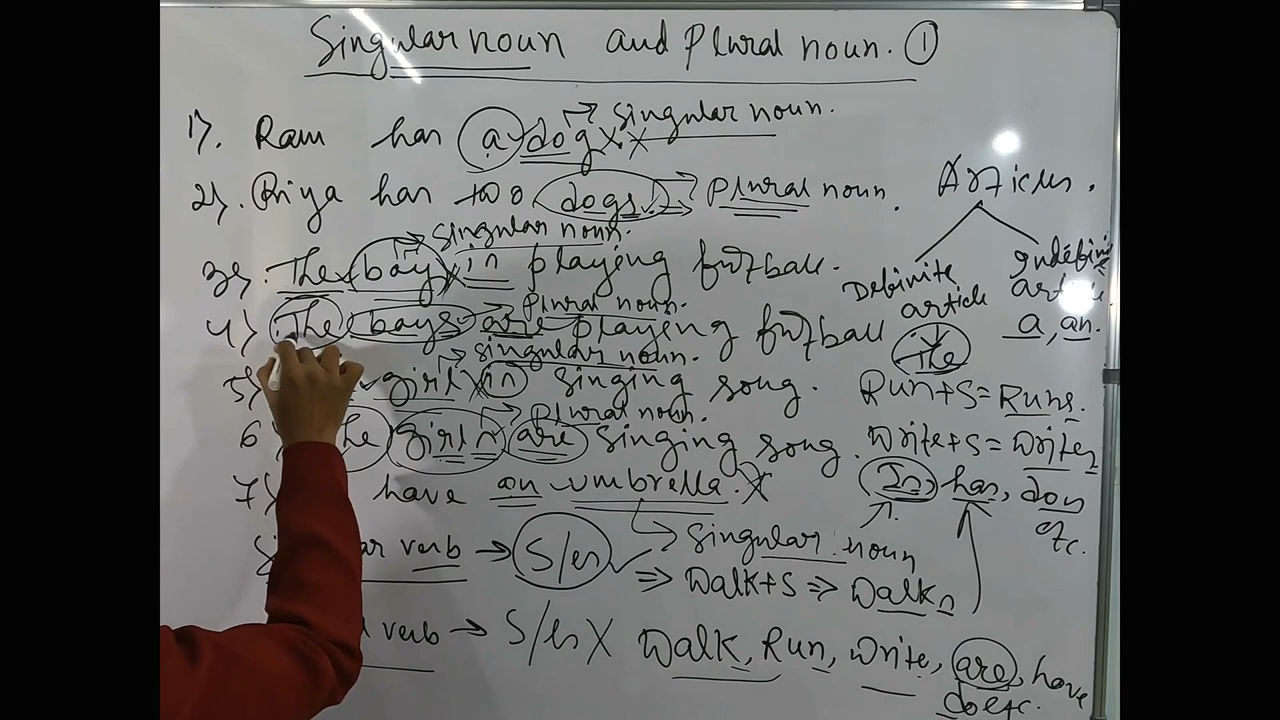 Singular noun and Plural noun. 1
1). Ram has a dog → Singular noun.
2). Priya has two dogs. → Plural noun.
→ Singular noun.
3). The boy is playing football.
→ Plural noun.
4) The boys are playing football
→ Singular noun.
5) girl is singing song.
→ Plural noun.
6) The girls are singing song.
7) have an umbrella.
→ Singular noun
verb → S/es ✓
⇒ Walk+S ⇒ Walks
verb → S/es X Walk, Run, Write, are, have
do etc.
Articles.
Definite article
The
Indefinite
a, an.
Run+S = Runs.
Write+S = Writes
Is, has, does
etc.